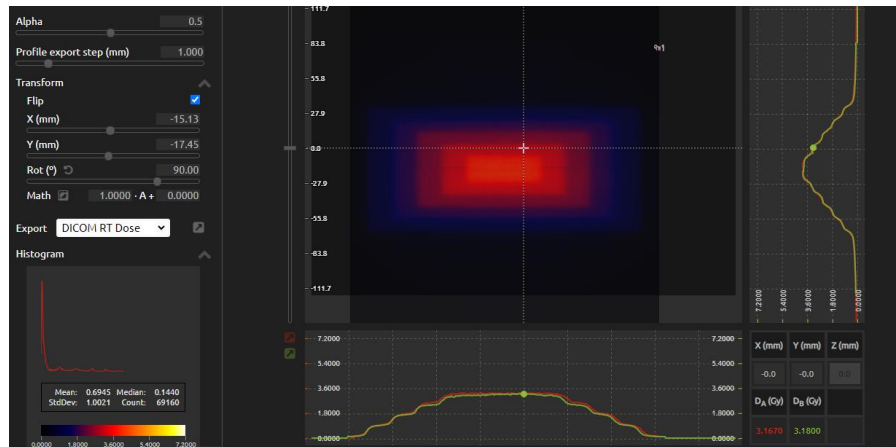 Alpha 0.5
Profile export step (mm) 1.000
Transform
Flip
X (mm) -15.13
Y (mm) -17.45
Rot (º) 90.00
Math 1.0000 · A + 0.0000
Export DICOM RT Dose
Histogram
Mean: 0.6945 Median: 0.1440
StdDev: 1.0021 Count: 69160
0.0000 1.8000 3.6000 5.4000 7.2000
111.7
83.8
55.8
27.9
0.0
-27.9
-55.8
-83.8
-111.7
7.2000 5.4000 3.6000 1.8000 0.0000
7.2000 7.2000
5.4000 5.4000
3.6000 3.6000
1.8000 1.8000
0.0000 0.0000
X (mm) Y (mm) Z (mm)
-0.0 -0.0 0.0
DA (Gy) DB (Gy)
3.1670 3.1800